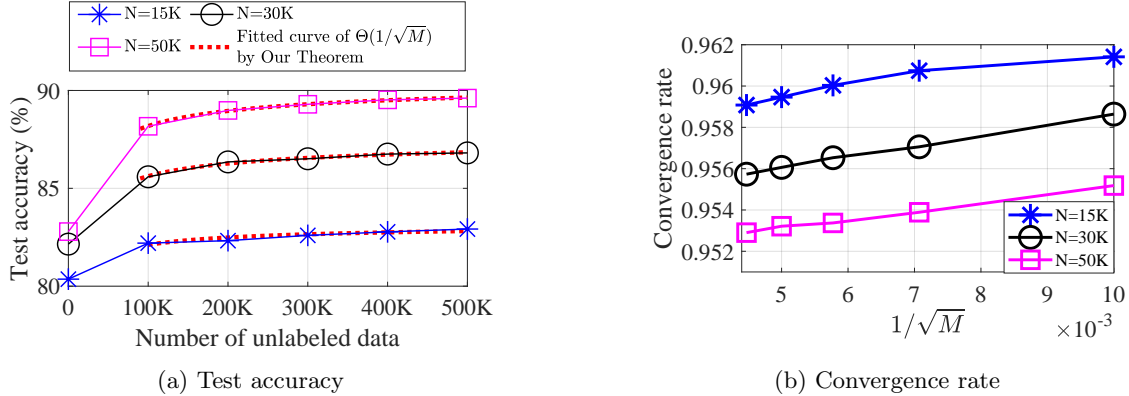 N=15K
N=30K
N=50K
Fitted curve of Θ(1/√M)
by Our Theorem
90
85
80
Test accuracy (%)
0 100K 200K 300K 400K 500K
Number of unlabeled data
(a) Test accuracy
0.962
0.96
0.958
0.956
0.954
0.952
Convergence rate
N=15K
N=30K
N=50K
5 6 7 8 9 10
1/√M
×10⁻³
(b) Convergence rate